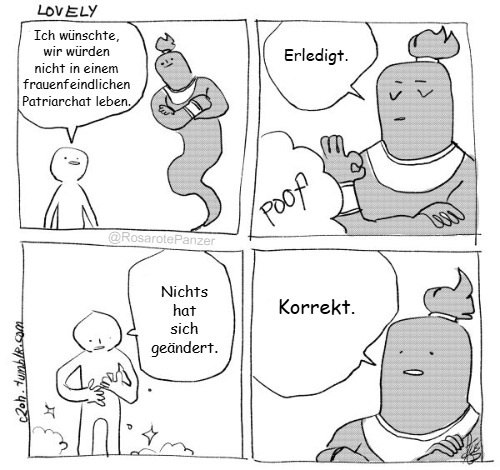 LOVELY
Ich wünschte,
wir würden
nicht in einem
frauenfeindlichen
Patriarchat leben.
Erledigt.
POOF
@RosarotePanzer
Nichts
hat
sich
geändert.
Korrekt.
c2oh.tumblr.com